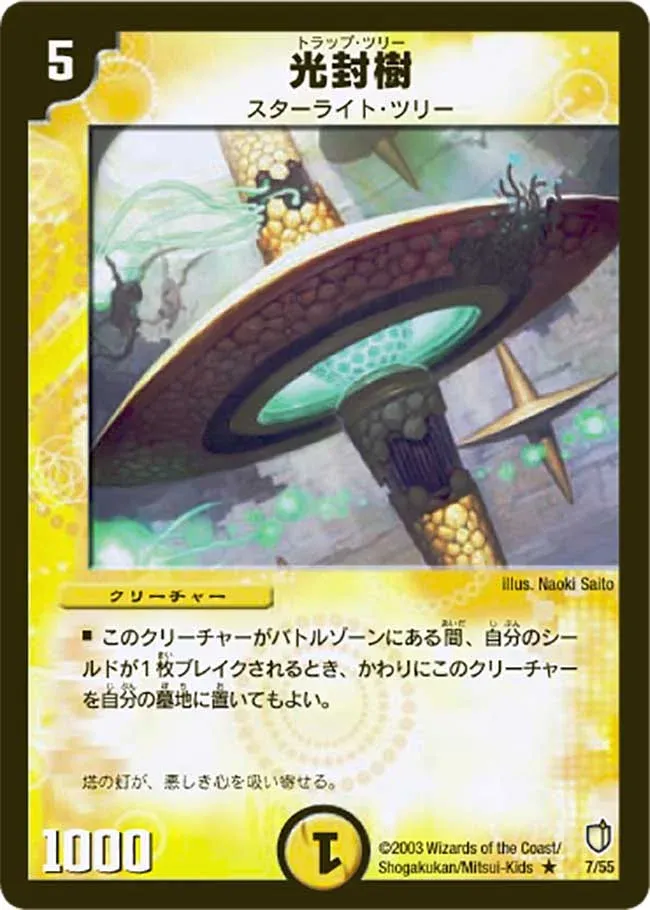 5
トラップ・ツリー
光封樹
スターライト・ツリー
illus. Naoki Saito
クリーチャー
■ このクリーチャーがバトルゾーンにある間、自分のシー
ルドが1枚ブレイクされるとき、かわりにこのクリーチャー
を自分の墓地に置いてもよい。
塔の灯が、悪しき心を吸い寄せる。
1000
1
©2003 Wizards of the Coast/
Shogakukan/Mitsui-Kids ★ 7/55